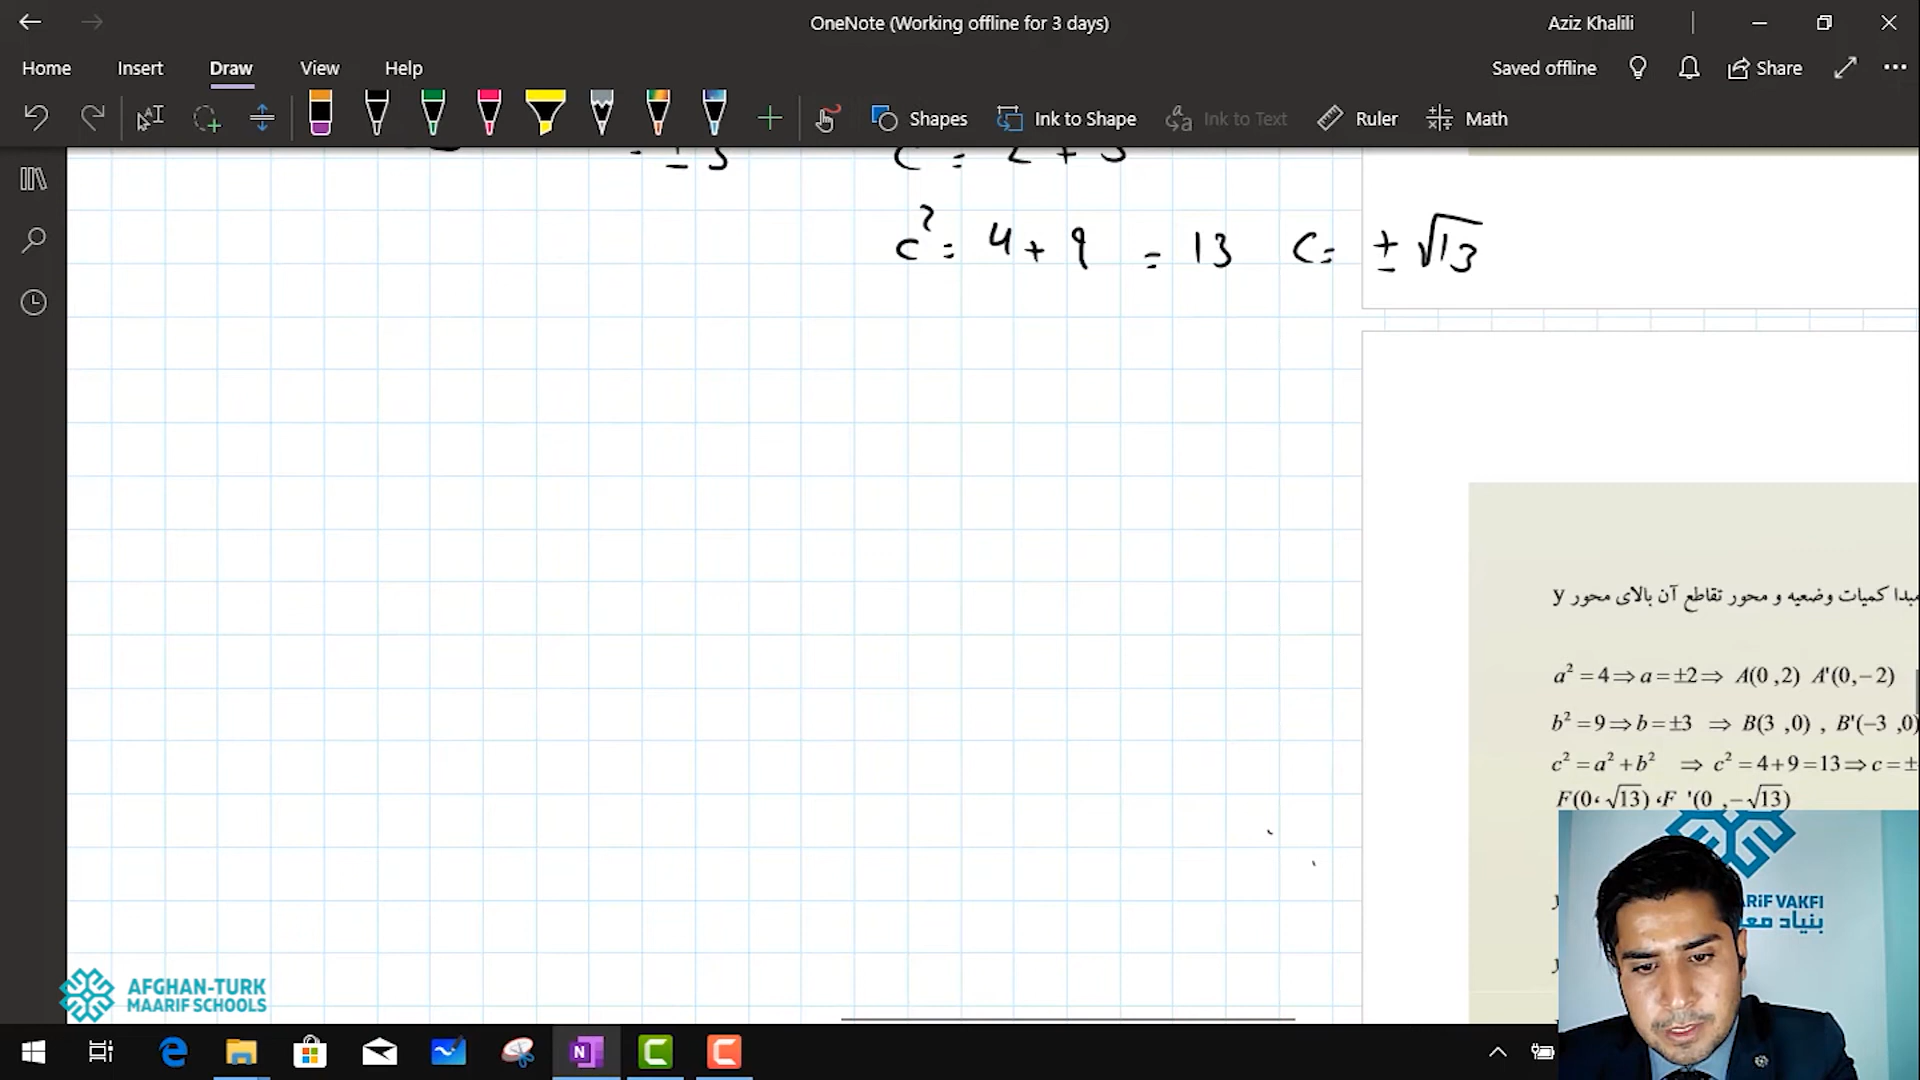 OneNote (Working offline for 3 days)
Aziz Khalili
Home Insert Draw View Help
Saved offline Share
Shapes Ink to Shape Ink to Text Ruler Math
= ± 3
c² = 4 + 9 = 13 c = ± √13
مبدا کمیات وضعیه و محور تقاطع آن بالای محور y
a² = 4 ⇒ a = ±2 ⇒ A(0 ,2) A'(0,−2)
b² = 9 ⇒ b = ±3 ⇒ B(3 ,0) , B'(−3 ,0)
c² = a² + b² ⇒ c² = 4+9 = 13 ⇒ c = ±
F(0، √13) ، F '(0 ,−√13)
ARİF VAKFI
بنیاد
AFGHAN-TURK
MAARIF SCHOOLS